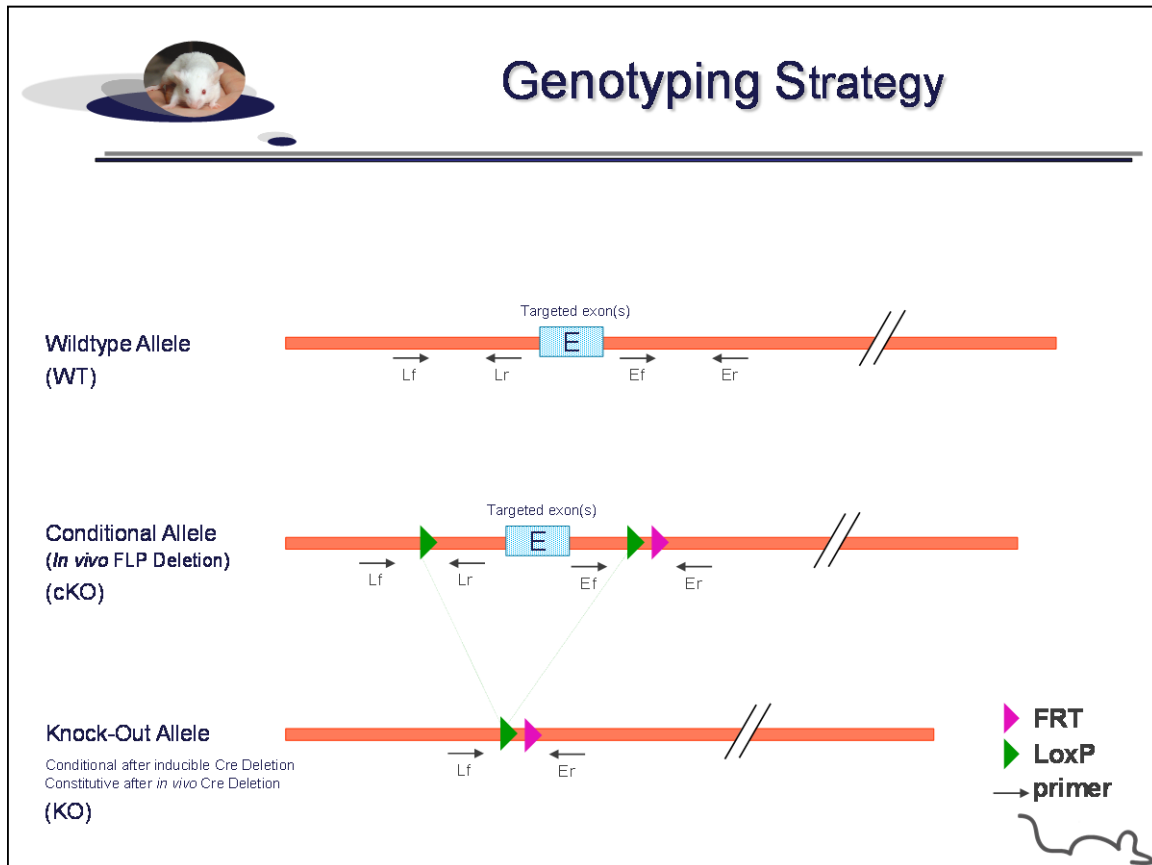 Genotyping Strategy
Targeted exon(s)
Wildtype Allele
(WT)
E
Lf
Lr
Ef
Er
Targeted exon(s)
Conditional Allele
(In vivo FLP Deletion)
(cKO)
E
Lf
Lr
Ef
Er
Knock-Out Allele
Conditional after inducible Cre Deletion
Constitutive after in vivo Cre Deletion
(KO)
Lf
Er
FRT
LoxP
primer